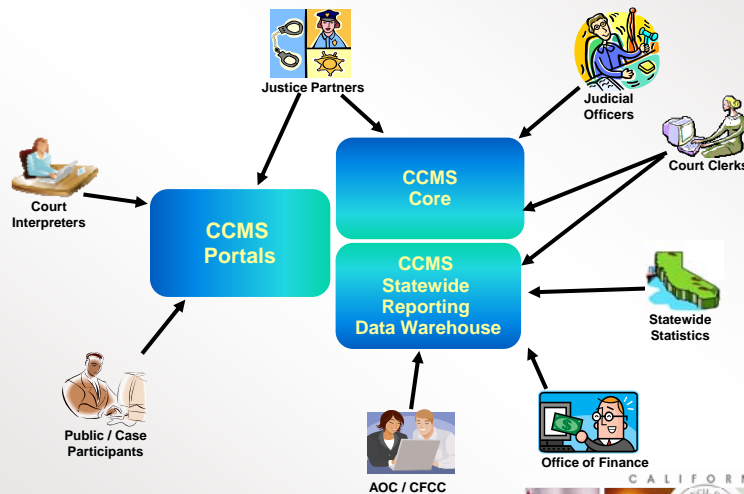 Justice Partners
Judicial
Officers
Court Clerks
Court
Interpreters
CCMS
Core
CCMS
Portals
CCMS
Statewide
Reporting
Data Warehouse
Statewide
Statistics
Public / Case
Participants
AOC / CFCC
Office of Finance
CALIFORN